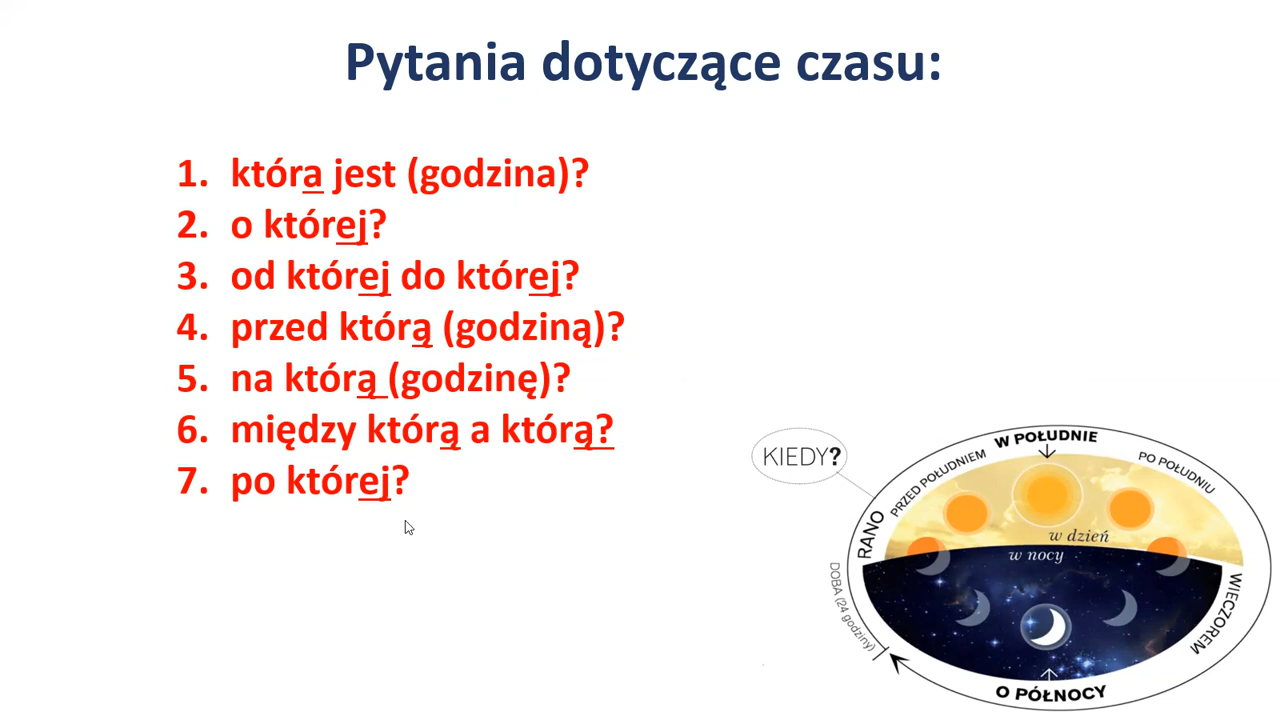 Pytania dotyczące czasu:
1. która jest (godzina)?
2. o której?
3. od której do której?
4. przed którą (godziną)?
5. na którą (godzinę)?
6. między którą a którą?
7. po której?
KIEDY?
W POŁUDNIE
PRZED POŁUDNIEM
PO POŁUDNIU
RANO
w dzień
w nocy
DOBA (24 godziny)
WIECZOREM
O PÓŁNOCY